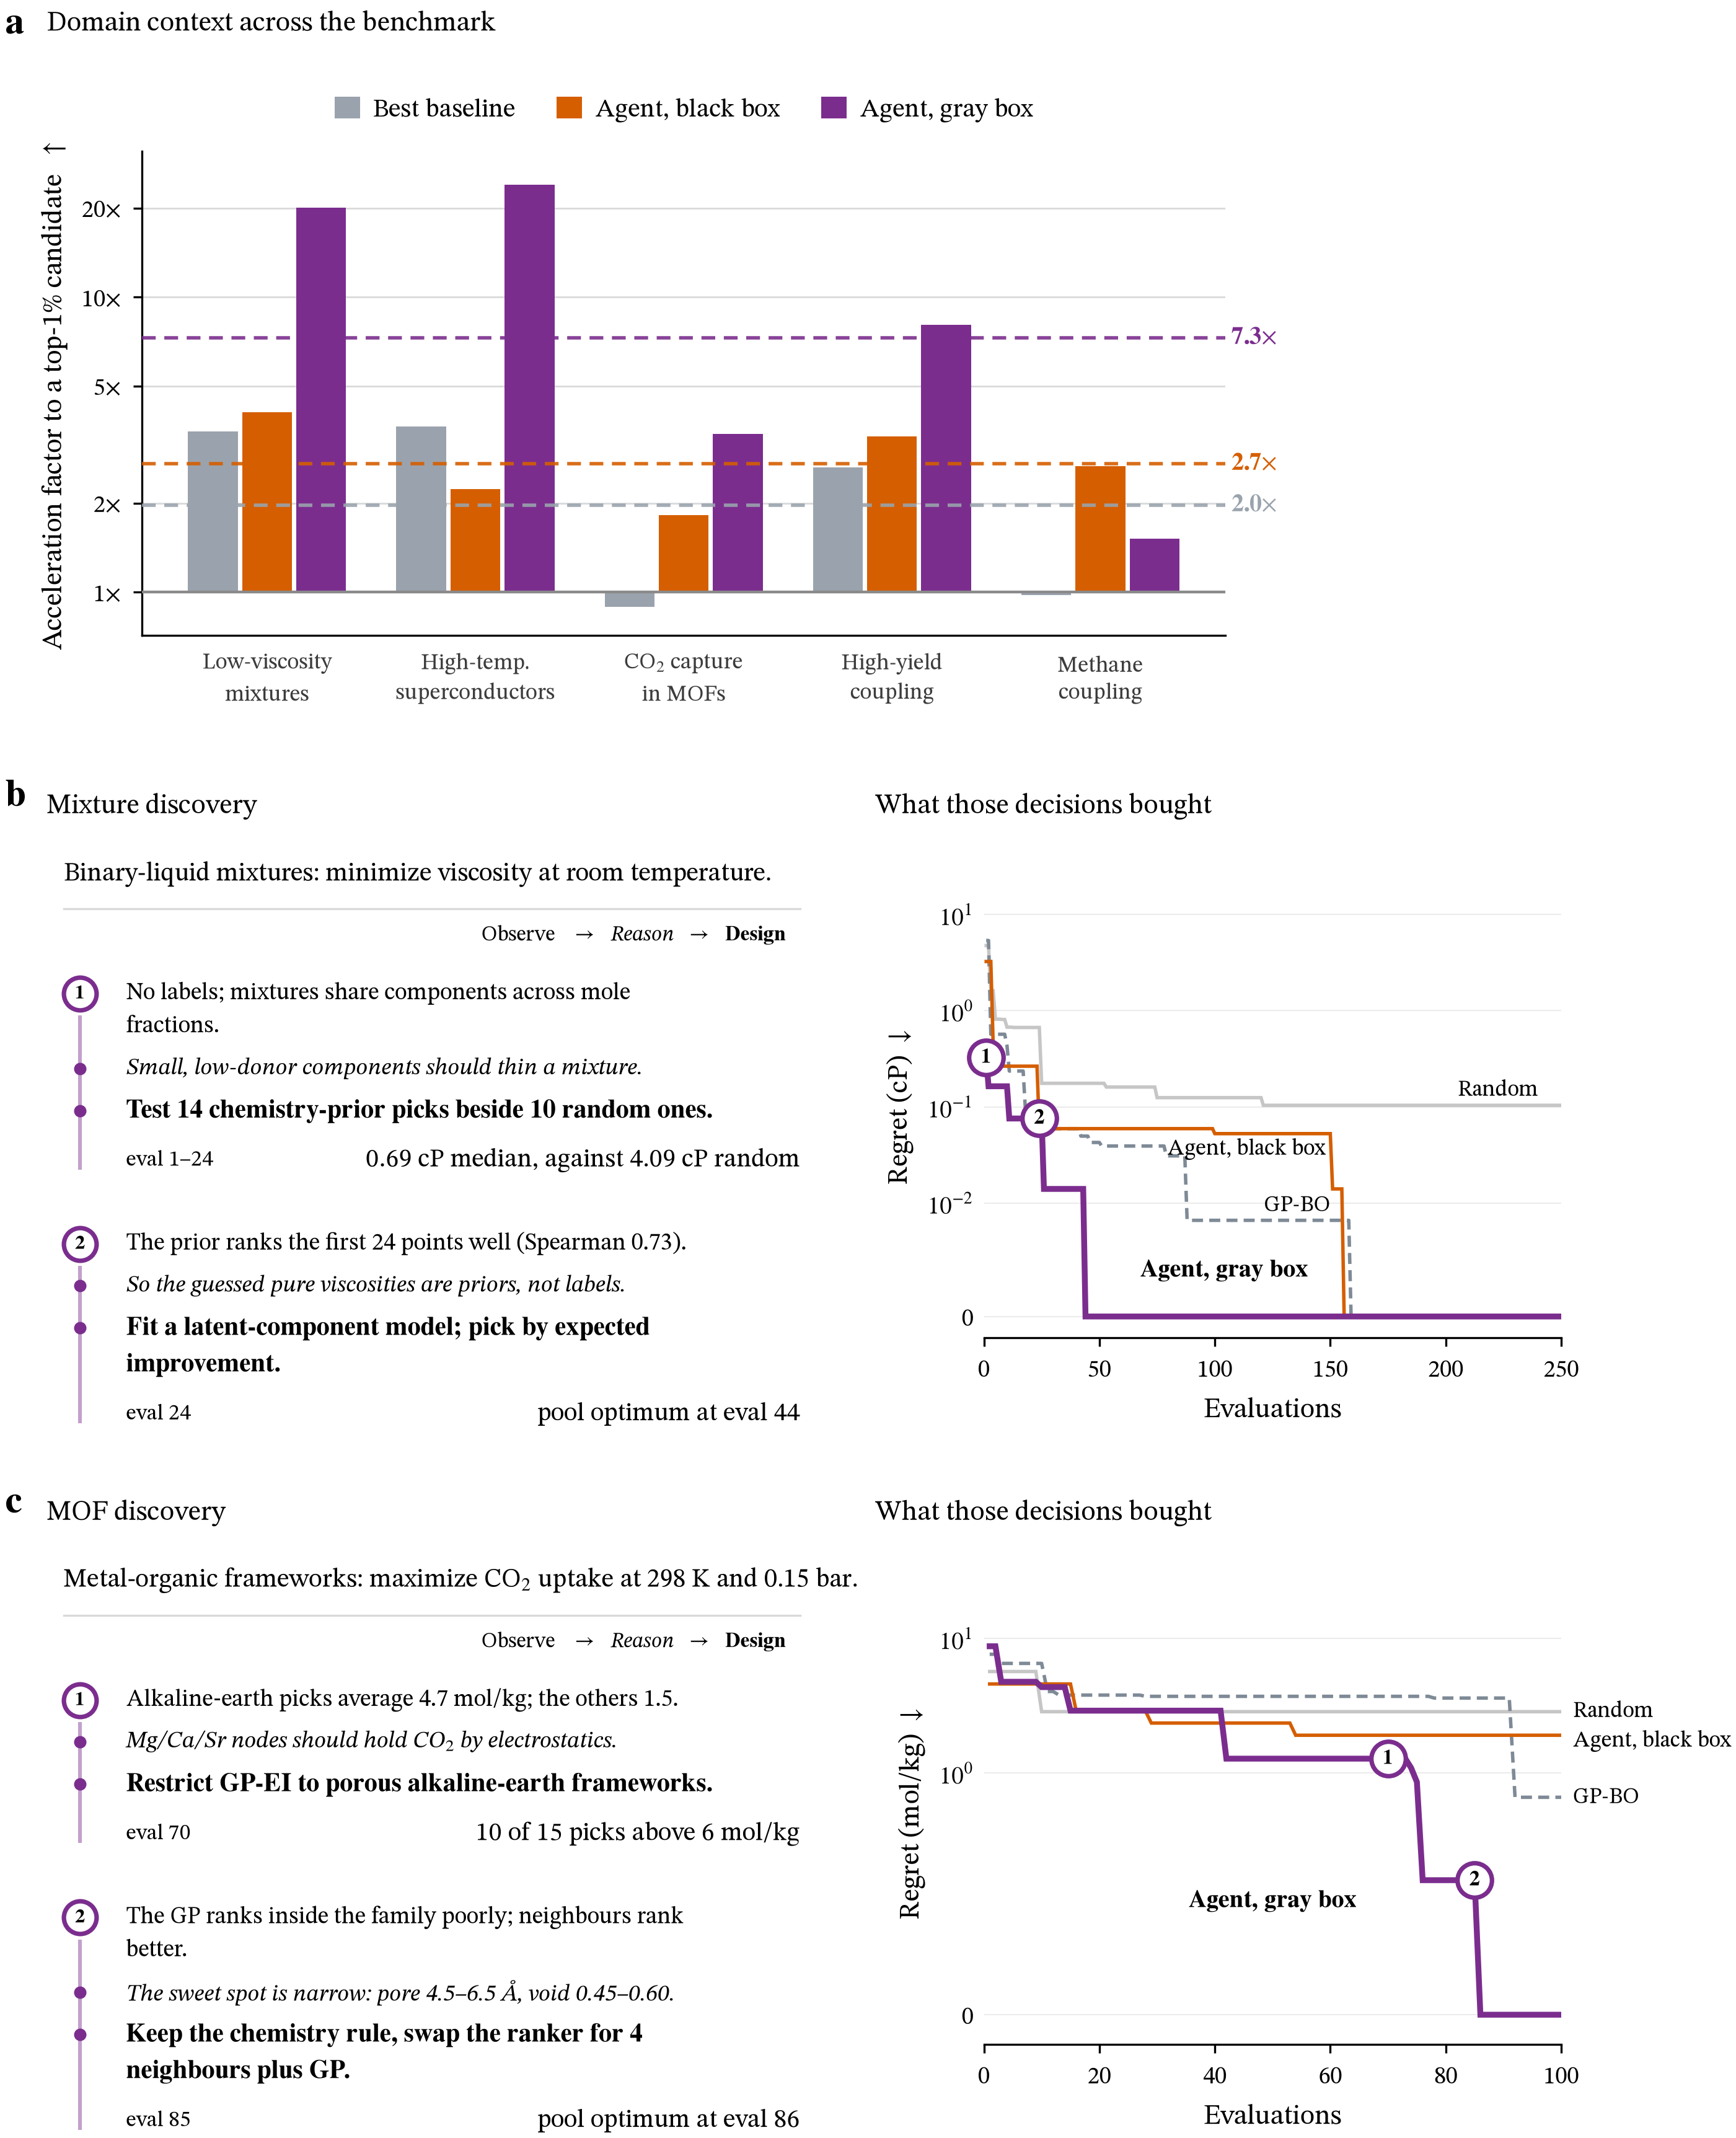 a Domain context across the benchmark
Best baseline
Agent, black box
Agent, gray box
Acceleration factor to a top-1% candidate ↑
20×
10×
5×
2×
1×
7.3×
2.7×
2.0×
Low-viscosity
mixtures
High-temp.
superconductors
CO₂ capture
in MOFs
High-yield
coupling
Methane
coupling
b Mixture discovery
Binary-liquid mixtures: minimize viscosity at room temperature.
Observe → Reason → Design
1 No labels; mixtures share components across mole
fractions.
Small, low-donor components should thin a mixture.
Test 14 chemistry-prior picks beside 10 random ones.
eval 1–24 0.69 cP median, against 4.09 cP random
2 The prior ranks the first 24 points well (Spearman 0.73).
So the guessed pure viscosities are priors, not labels.
Fit a latent-component model; pick by expected
improvement.
eval 24 pool optimum at eval 44
What those decisions bought
Regret (cP) ↓
10¹
10⁰
10⁻¹
10⁻²
0
1
2
Random
Agent, black box
GP-BO
Agent, gray box
0 50 100 150 200 250
Evaluations
c MOF discovery
Metal-organic frameworks: maximize CO₂ uptake at 298 K and 0.15 bar.
Observe → Reason → Design
1 Alkaline-earth picks average 4.7 mol/kg; the others 1.5.
Mg/Ca/Sr nodes should hold CO₂ by electrostatics.
Restrict GP-EI to porous alkaline-earth frameworks.
eval 70 10 of 15 picks above 6 mol/kg
2 The GP ranks inside the family poorly; neighbours rank
better.
The sweet spot is narrow: pore 4.5–6.5 Å, void 0.45–0.60.
Keep the chemistry rule, swap the ranker for 4
neighbours plus GP.
eval 85 pool optimum at eval 86
What those decisions bought
Regret (mol/kg) ↓
10¹
10⁰
0
1
2
Random
Agent, black box
GP-BO
Agent, gray box
0 20 40 60 80 100
Evaluations